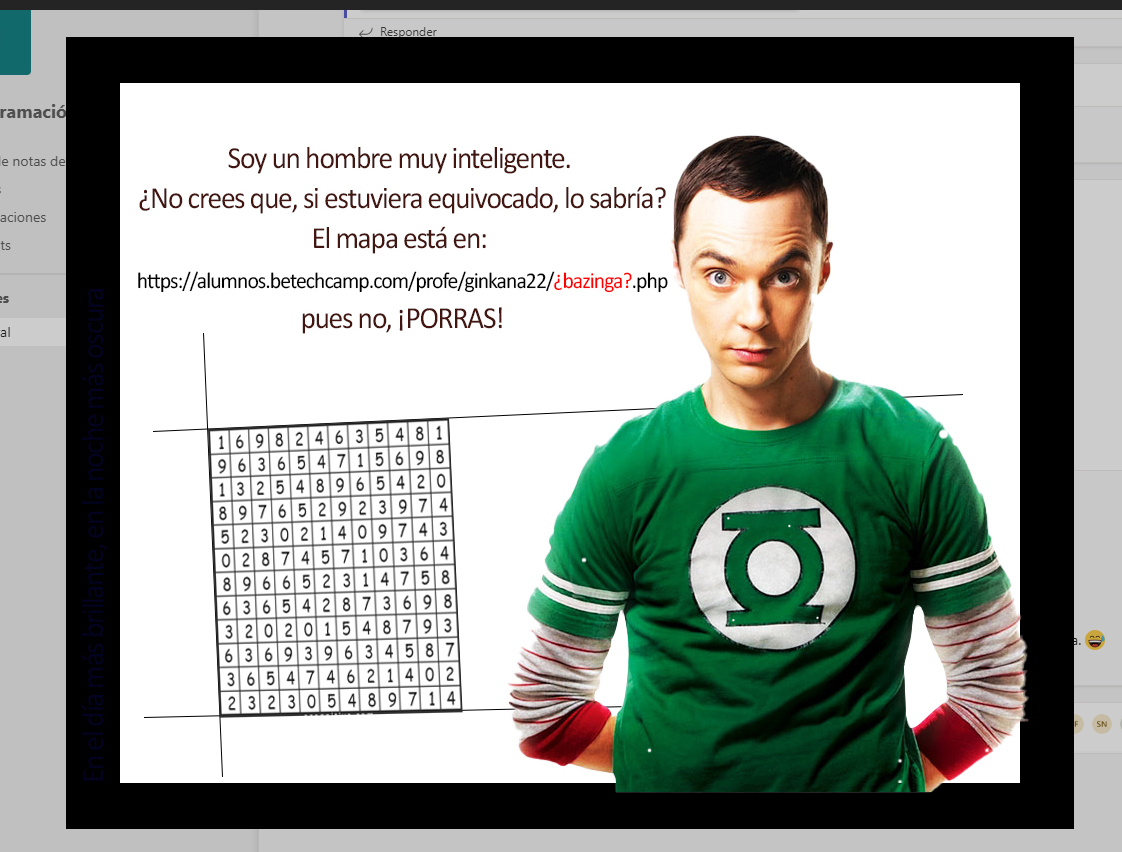 Responder
ramació
de notas de
s
aciones
ts
es
al
Soy un hombre muy inteligente.
¿No crees que, si estuviera equivocado, lo sabría?
El mapa está en:
https://alumnos.betechcamp.com/profe/ginkana22/¿bazinga?.php
pues no, ¡PORRAS!
1 6 9 8 2 4 6 3 5 4 8 1
9 6 3 6 5 4 7 1 5 6 9 8
1 3 2 5 4 8 9 6 5 4 2 0
8 9 7 6 5 2 9 2 3 9 7 4
5 2 3 0 2 1 4 0 9 7 4 3
0 2 8 7 4 5 7 1 0 3 6 4
8 9 6 6 5 2 3 1 4 7 5 8
6 3 6 5 4 2 8 7 3 6 9 8
3 2 0 2 0 1 5 4 8 7 9 3
6 3 6 9 3 9 6 3 4 5 8 7
3 6 5 4 7 4 6 2 1 4 0 2
2 3 2 3 0 5 4 8 9 7 1 4
En el día más brillante, en la noche más oscura
a.
F
SN